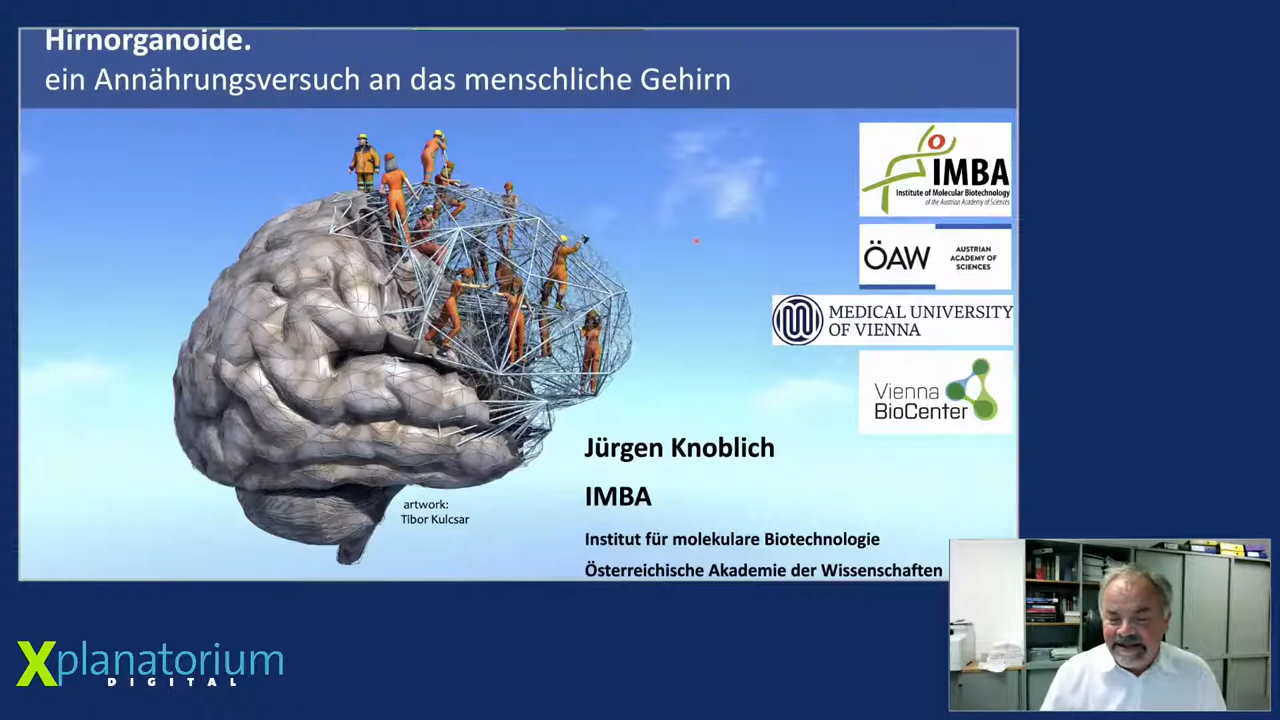 Hirnorganoide.
ein Annährungsversuch an das menschliche Gehirn
IMBA
Institute of Molecular Biotechnology
of the Austrian Academy of Sciences
ÖAW
AUSTRIAN
ACADEMY OF
SCIENCES
MEDICAL UNIVERSITY
OF VIENNA
Vienna
BioCenter
Jürgen Knoblich
IMBA
artwork:
Tibor Kulcsar
Institut für molekulare Biotechnologie
Österreichische Akademie der Wissenschaften
Xplanatorium
DIGITAL